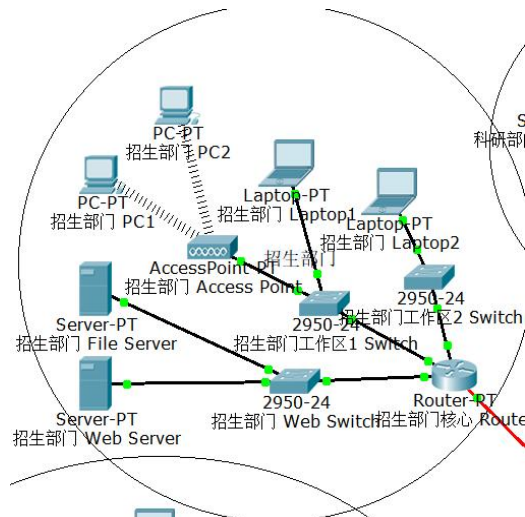 PC-PT
招生部门 PC2
PC-PT
招生部门 PC1
Laptop-PT
招生部门 Laptop1
Laptop-PT
招生部门 Laptop2
科研部
招生部门
AccessPoint-PT
招生部门 Access Point
2950-24
招生部门工作区1 Switch
2950-24
招生部门工作区2 Switch
Server-PT
招生部门 File Server
Server-PT
招生部门 Web Server
2950-24
招生部门 Web Switch
Router-PT
招生部门核心 Route